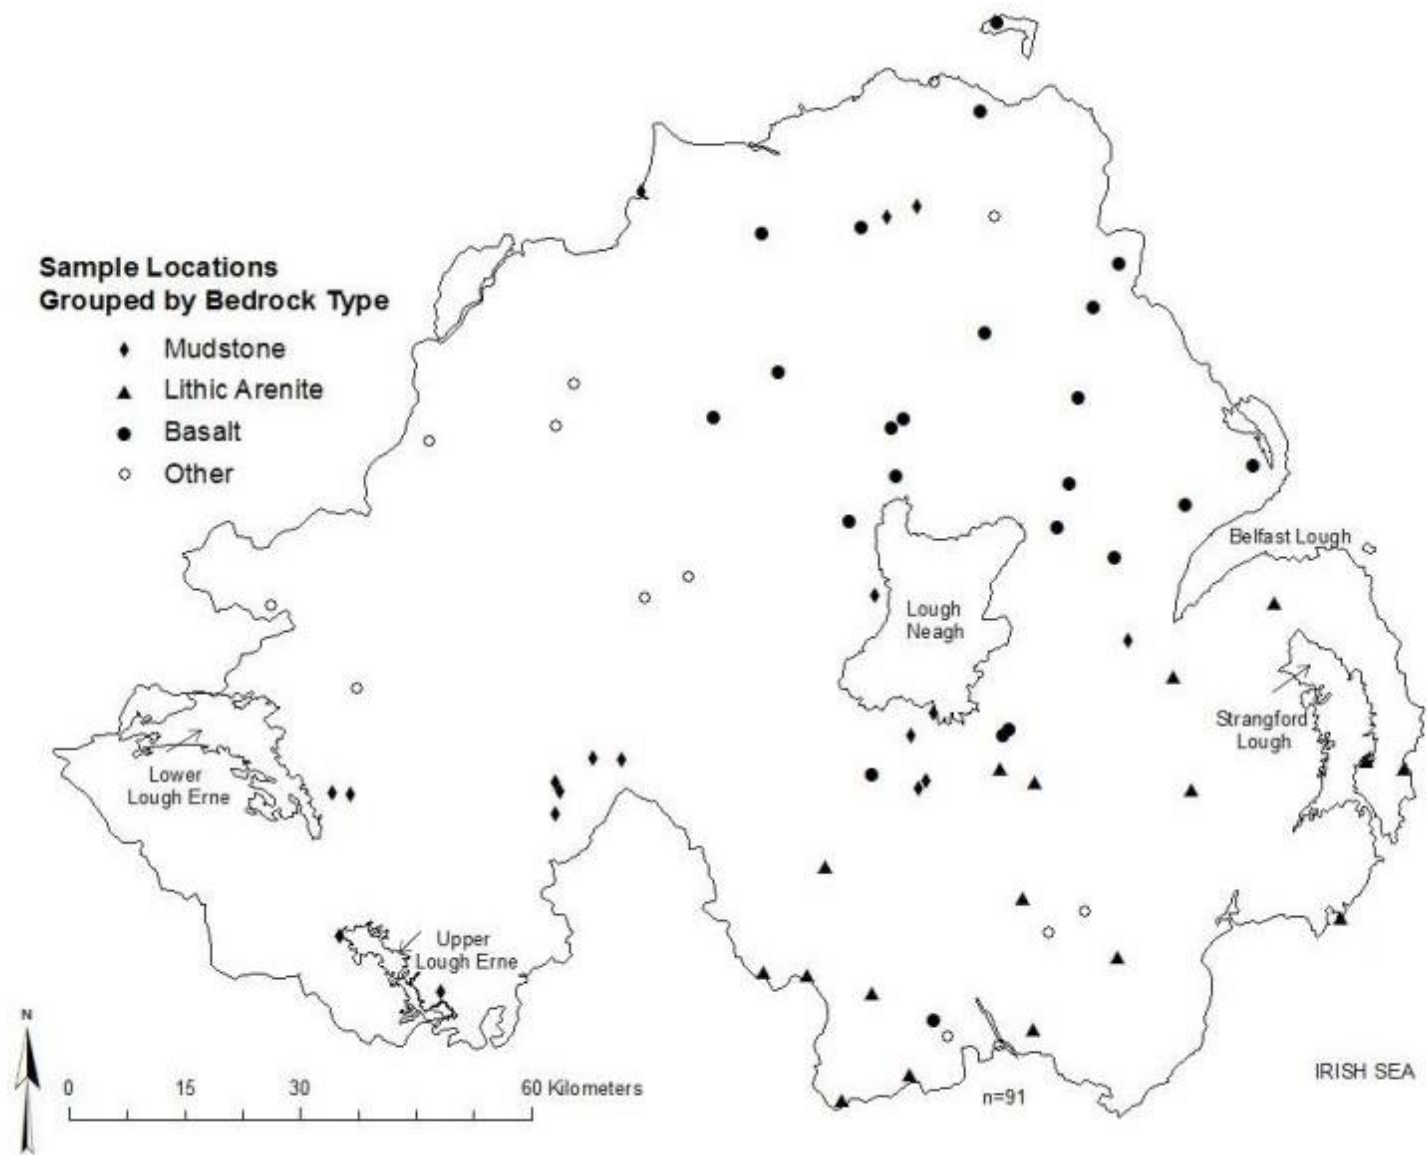 Sample Locations
Grouped by Bedrock Type
Mudstone
Lithic Arenite
Basalt
Other
Belfast Lough
Lough
Neagh
Strangford
Lough
Lower
Lough Erne
Upper
Lough Erne
N
0 15 30 60 Kilometers
n=91
IRISH SEA